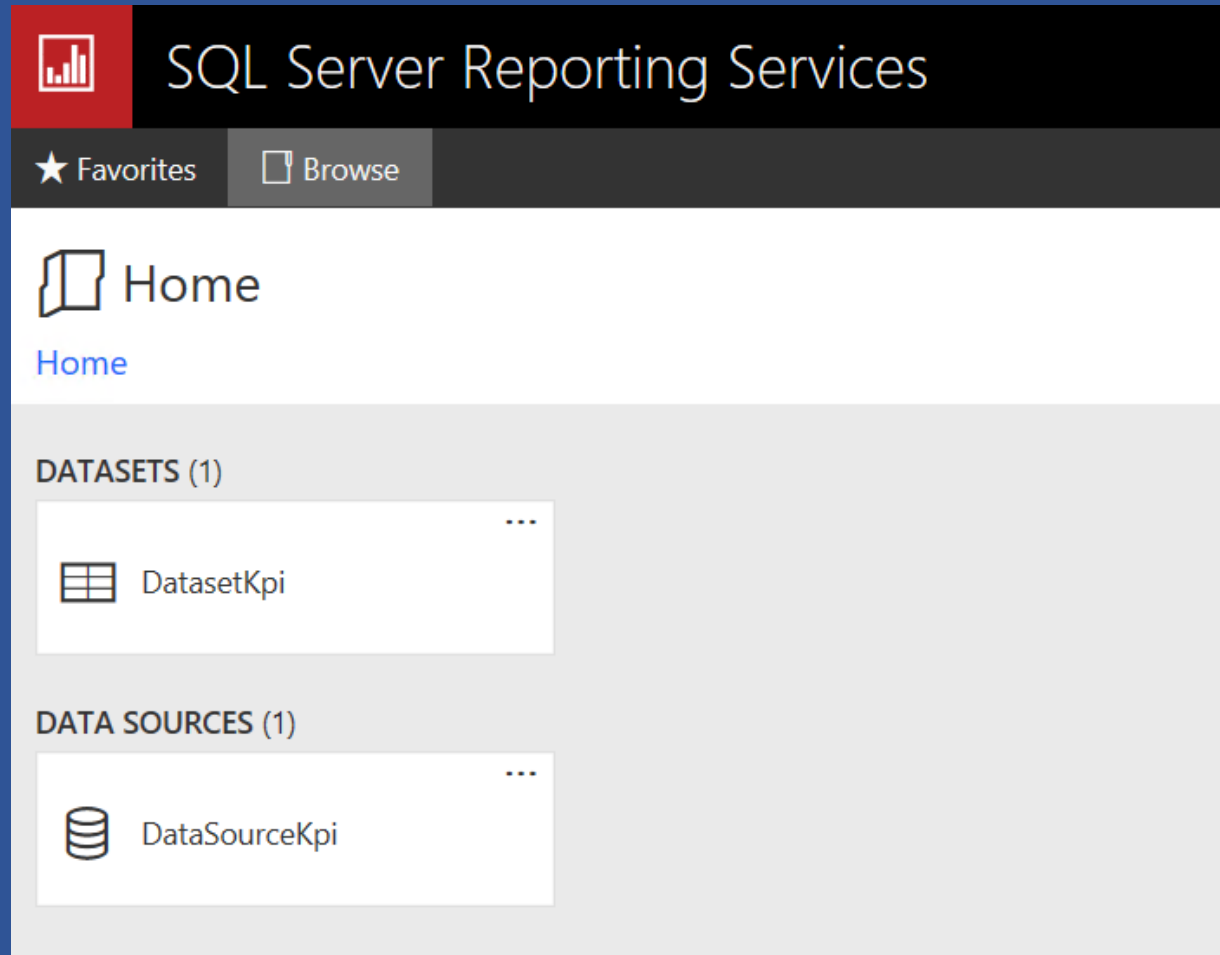 SQL Server Reporting Services
Favorites Browse
Home
Home
DATASETS (1)
...
DatasetKpi
DATA SOURCES (1)
...
DataSourceKpi